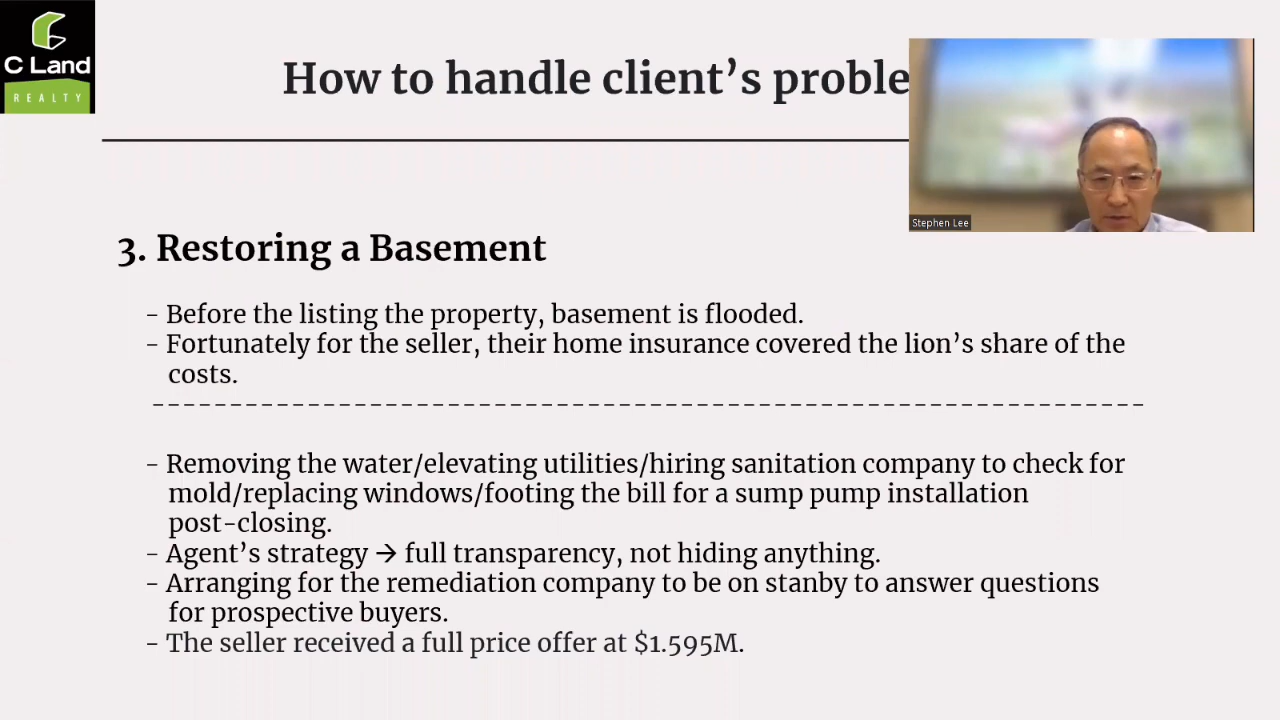 C Land
REALTY
How to handle client's proble
Stephen Lee
3. Restoring a Basement
- Before the listing the property, basement is flooded.
- Fortunately for the seller, their home insurance covered the lion's share of the
costs.
- Removing the water/elevating utilities/hiring sanitation company to check for
mold/replacing windows/footing the bill for a sump pump installation
post-closing.
- Agent's strategy → full transparency, not hiding anything.
- Arranging for the remediation company to be on stanby to answer questions
for prospective buyers.
- The seller received a full price offer at $1.595M.